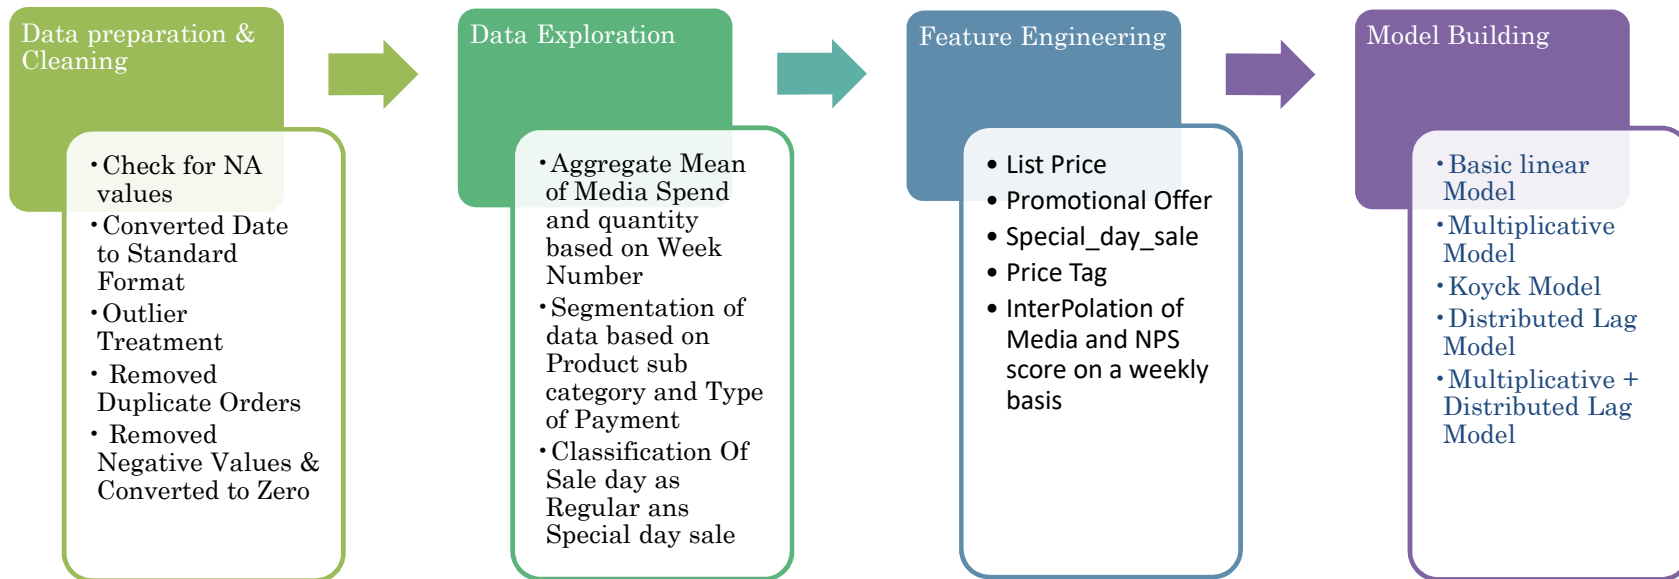 Data preparation &
Cleaning
• Check for NA
values
• Converted Date
to Standard
Format
• Outlier
Treatment
• Removed
Duplicate Orders
• Removed
Negative Values &
Converted to Zero
Data Exploration
• Aggregate Mean
of Media Spend
and quantity
based on Week
Number
• Segmentation of
data based on
Product sub
category and Type
of Payment
• Classification Of
Sale day as
Regular ans
Special day sale
Feature Engineering
• List Price
• Promotional Offer
• Special_day_sale
• Price Tag
• InterPolation of
Media and NPS
score on a weekly
basis
Model Building
• Basic linear
Model
• Multiplicative
Model
• Koyck Model
• Distributed Lag
Model
• Multiplicative +
Distributed Lag
Model